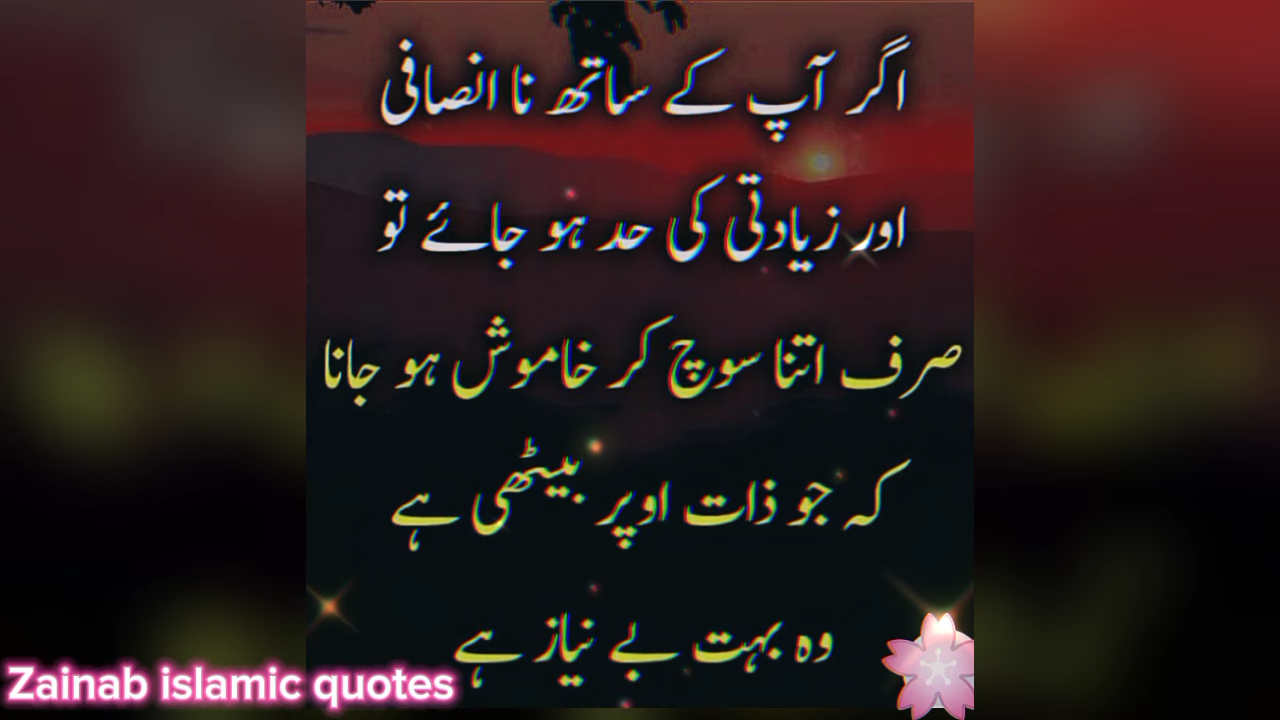 اگر آپ کے ساتھ نا انصافی
اور زیادتی کی حد ہو جائے تو
صرف اتنا سوچ کر خاموش ہو جانا
کہ جو ذات اوپر بیٹھی ہے
وہ بہت بے نیاز ہے
Zainab islamic quotes